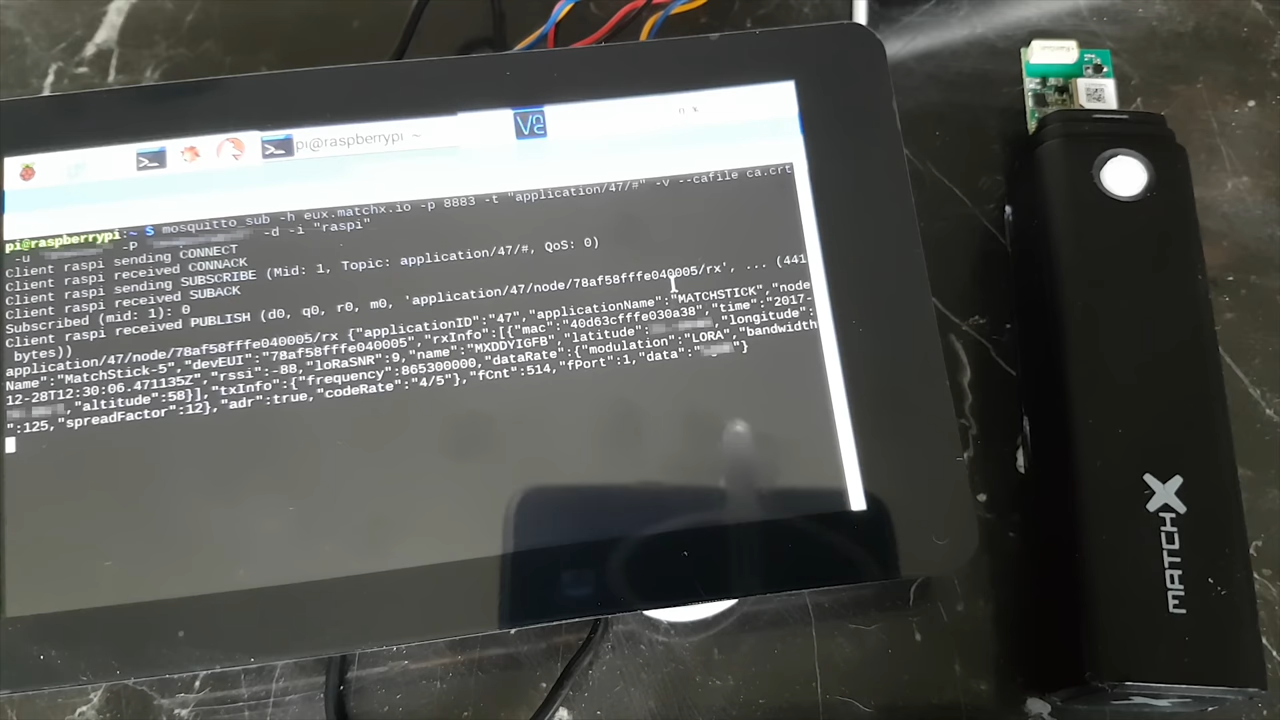 pi@raspberrypi: ~
pi@raspberrypi:~ $ mosquitto_sub -h eux.matchx.io -p 8883 -t "application/47/#" -V --cafile ca.crt
-u -P -d -i "raspi"
Client raspi sending CONNECT
Client raspi received CONNACK
Client raspi sending SUBSCRIBE (Mid: 1, Topic: application/47/#, QoS: 0)
Client raspi received SUBACK
Subscribed (mid: 1): 0
Client raspi received PUBLISH (d0, q0, r0, m0, 'application/47/node/78af58fffe040005/rx', ... (441
bytes))
application/47/node/78af58fffe040005/rx {"applicationID":"47","applicationName":"MATCHSTICK","node
Name":"MatchStick-5","devEUI":"78af58fffe040005","rxInfo":[{"mac":"40d63cfffe030a38","time":"2017-
12-28T12:30:06.471135Z","rssi":-88,"loRaSNR":9,"name":"MXDDYIGFB","latitude": ,"longitude":
,"altitude":58}],"txInfo":{"frequency":865300000,"dataRate":{"modulation":"LORA","bandwidth
":125,"spreadFactor":12},"adr":true,"codeRate":"4/5"},"fCnt":514,"fPort":1,"data":" "}
MATCHX